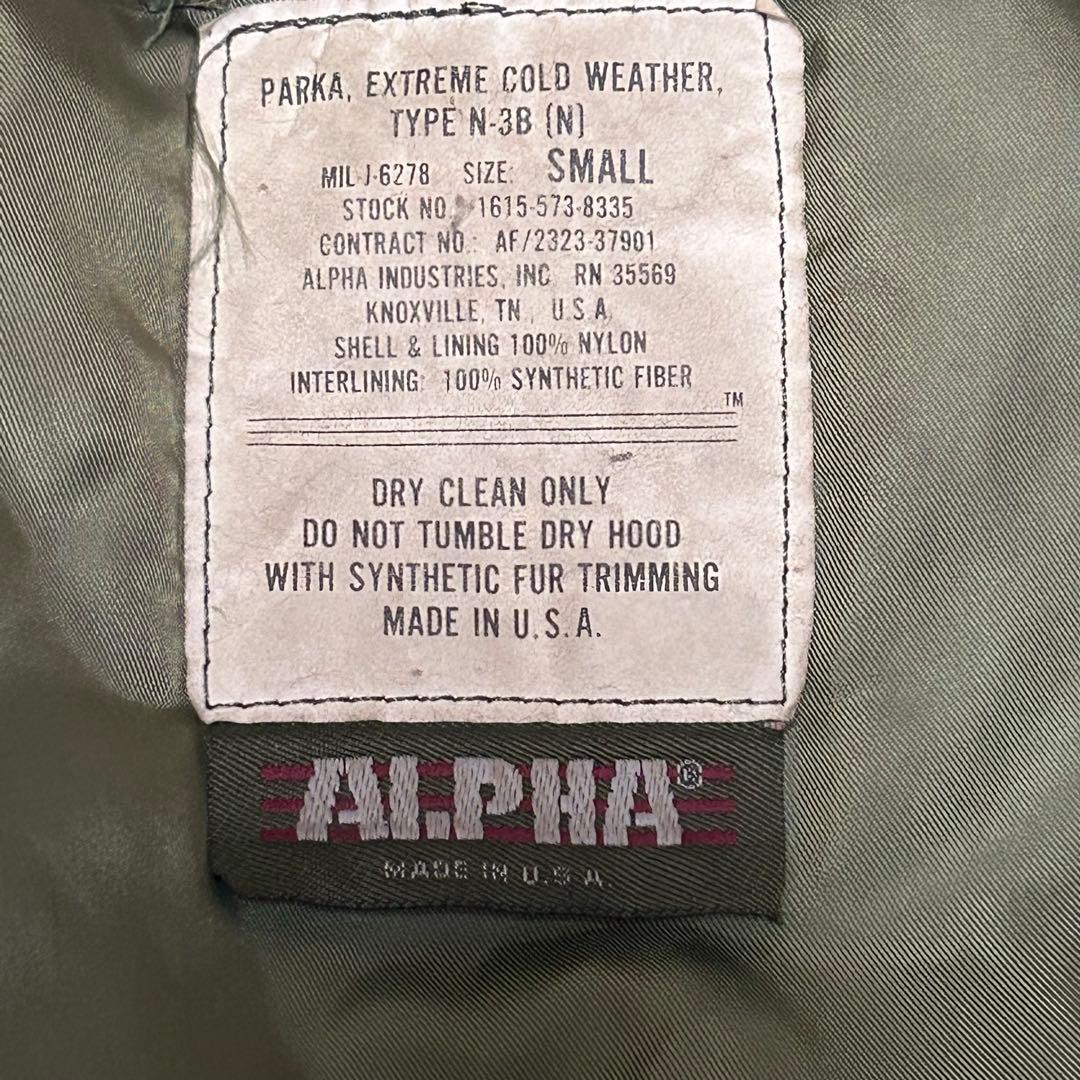 PARKA, EXTREME COLD WEATHER,
TYPE N-3B (N)
MIL J-6278 SIZE: SMALL
STOCK NO. 1615-573-8335
CONTRACT NO.: AF/2323-37901
ALPHA INDUSTRIES, INC RN 35569
KNOXVILLE, TN., U.S.A.
SHELL & LINING 100% NYLON
INTERLINING: 100% SYNTHETIC FIBER
TM
DRY CLEAN ONLY
DO NOT TUMBLE DRY HOOD
WITH SYNTHETIC FUR TRIMMING
MADE IN U.S.A.
ALPHA®
MADE IN U.S.A.